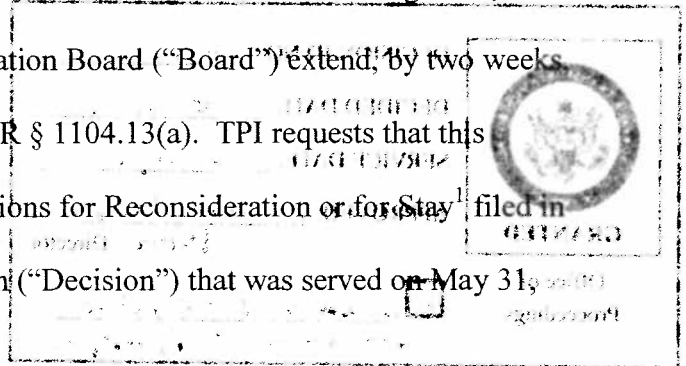 ation Board ("Board") extend, by two weeks,
R § 1104.13(a). TPI requests that this
ions for Reconsideration or for Stay¹ filed in
n ("Decision") that was served on May 31,